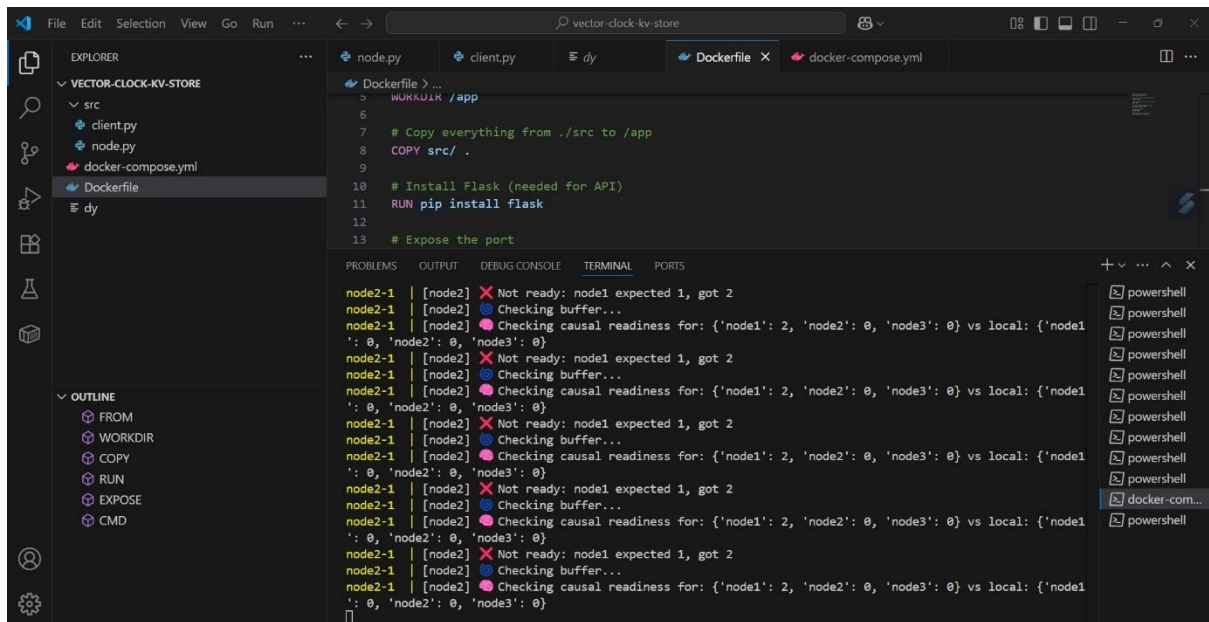 File Edit Selection View Go Run ... vector-clock-kv-store
EXPLORER ...
VECTOR-CLOCK-KV-STORE
src
client.py
node.py
docker-compose.yml
Dockerfile
dy
OUTLINE
FROM
WORKDIR
COPY
RUN
EXPOSE
CMD
node.py client.py dy Dockerfile docker-compose.yml ...
Dockerfile > ...
5 WORKDIR /app
6
7 # Copy everything from ./src to /app
8 COPY src/ .
9
10 # Install Flask (needed for API)
11 RUN pip install flask
12
13 # Expose the port
PROBLEMS OUTPUT DEBUG CONSOLE TERMINAL PORTS
node2-1 | [node2] ❌ Not ready: node1 expected 1, got 2
node2-1 | [node2] 🌀 Checking buffer...
node2-1 | [node2] 🧠 Checking causal readiness for: {'node1': 2, 'node2': 0, 'node3': 0} vs local: {'node1
': 0, 'node2': 0, 'node3': 0}
node2-1 | [node2] ❌ Not ready: node1 expected 1, got 2
node2-1 | [node2] 🌀 Checking buffer...
node2-1 | [node2] 🧠 Checking causal readiness for: {'node1': 2, 'node2': 0, 'node3': 0} vs local: {'node1
': 0, 'node2': 0, 'node3': 0}
node2-1 | [node2] ❌ Not ready: node1 expected 1, got 2
node2-1 | [node2] 🌀 Checking buffer...
node2-1 | [node2] 🧠 Checking causal readiness for: {'node1': 2, 'node2': 0, 'node3': 0} vs local: {'node1
': 0, 'node2': 0, 'node3': 0}
node2-1 | [node2] ❌ Not ready: node1 expected 1, got 2
node2-1 | [node2] 🌀 Checking buffer...
node2-1 | [node2] 🧠 Checking causal readiness for: {'node1': 2, 'node2': 0, 'node3': 0} vs local: {'node1
': 0, 'node2': 0, 'node3': 0}
node2-1 | [node2] ❌ Not ready: node1 expected 1, got 2
node2-1 | [node2] 🌀 Checking buffer...
node2-1 | [node2] 🧠 Checking causal readiness for: {'node1': 2, 'node2': 0, 'node3': 0} vs local: {'node1
': 0, 'node2': 0, 'node3': 0}
powershell
powershell
powershell
powershell
powershell
powershell
powershell
powershell
powershell
powershell
docker-com...
powershell